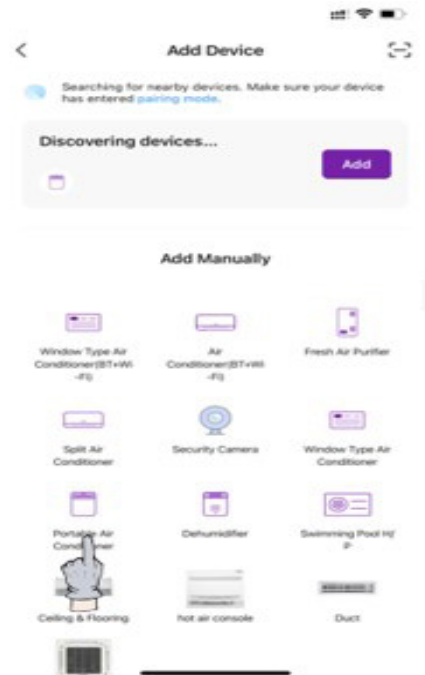 Add Device
Searching for nearby devices. Make sure your device
has entered pairing mode.
Discovering devices...
Add
Add Manually
Window Type Air
Conditioner(BT+Wi
-Fi)
Air
Conditioner(BT+Wi
-Fi)
Fresh Air Purifier
Split Air
Conditioner
Security Camera
Window Type Air
Conditioner
Portable Air
Conditioner
Dehumidifier
Swimming Pool H/
P
Ceiling & Flooring
hot air console
Duct